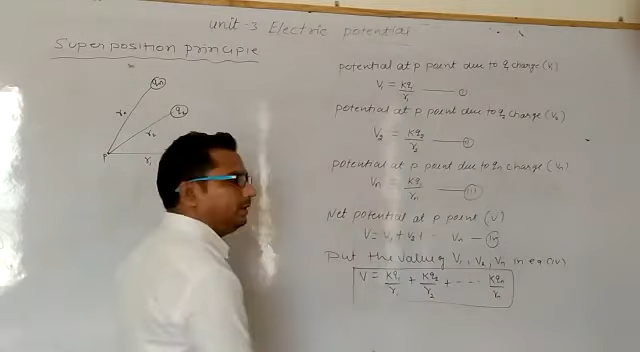 unit-3 Electric potential
Superposition principle
qn
q2
rn
r2
P
r1
potential at p point due to q charge (V1)
V1 = Kq1/r1 —— (i)
potential at p point due to q2 charge (V2)
V2 = Kq2/r2 —— (ii)
potential at p point due to qn charge (Vn)
Vn = Kq/rn —— (iii)
Net potential at p point (V)
V = V1 + V2 + - - Vn — (iv)
Put the value of V1, V2, Vn in eq (iv)
V = Kq1/r1 + Kq2/r2 + - - - Kqn/rn